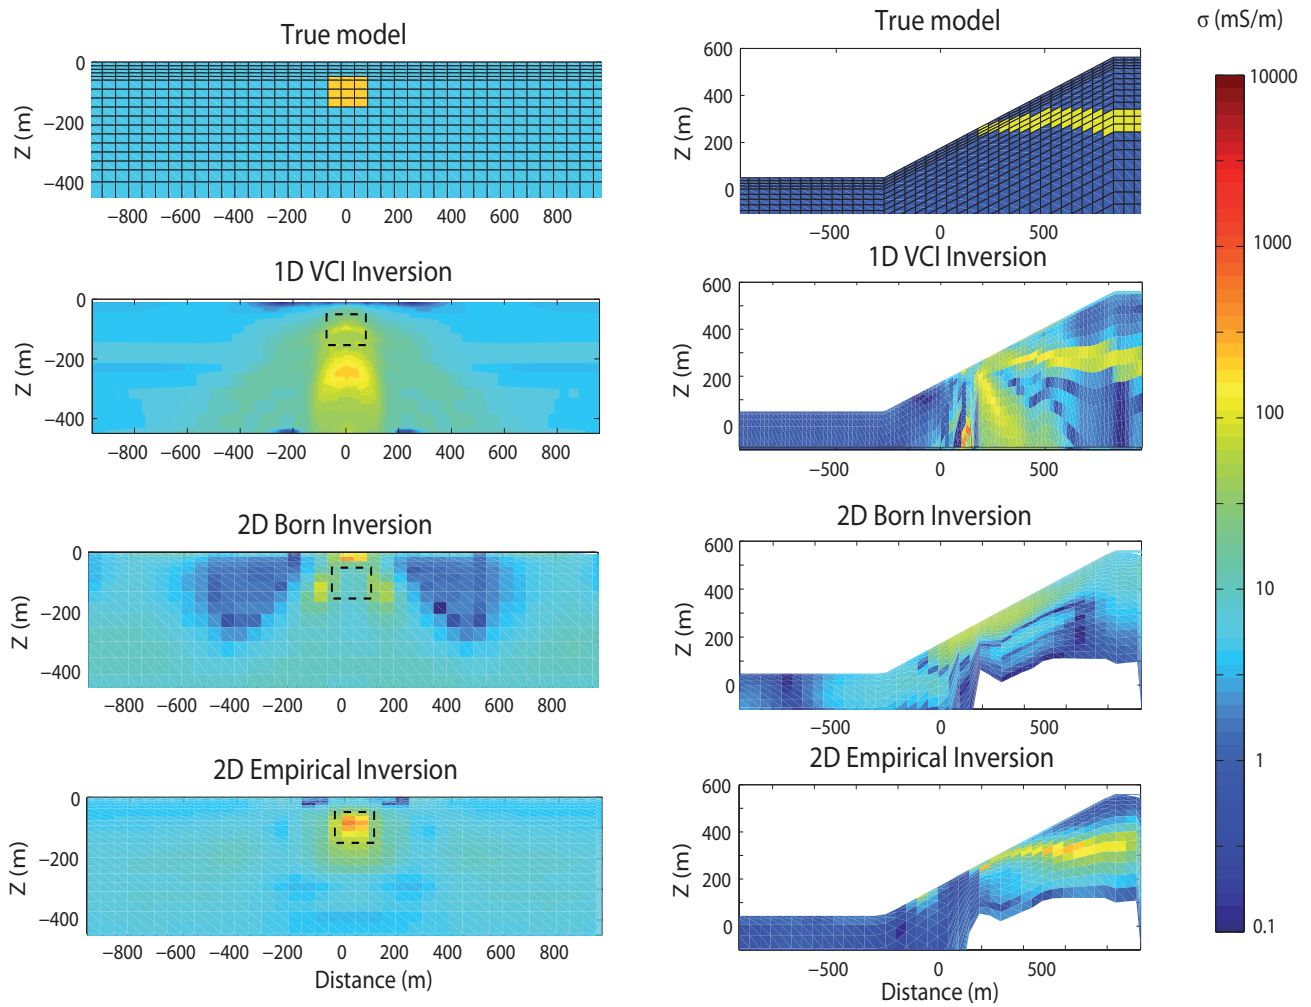 True model
0
−200
−400
Z (m)
−800 −600 −400 −200 0 200 400 600 800
1D VCI Inversion
0
−200
−400
Z (m)
−800 −600 −400 −200 0 200 400 600 800
2D Born Inversion
0
−200
−400
Z (m)
−800 −600 −400 −200 0 200 400 600 800
2D Empirical Inversion
0
−200
−400
Z (m)
−800 −600 −400 −200 0 200 400 600 800
Distance (m)
True model
600
400
200
0
Z (m)
−500 0 500
1D VCI Inversion
600
400
200
0
Z (m)
−500 0 500
2D Born Inversion
600
400
200
0
Z (m)
−500 0 500
2D Empirical Inversion
600
400
200
0
Z (m)
−500 0 500
Distance (m)
σ (mS/m)
10000
1000
100
10
1
0.1